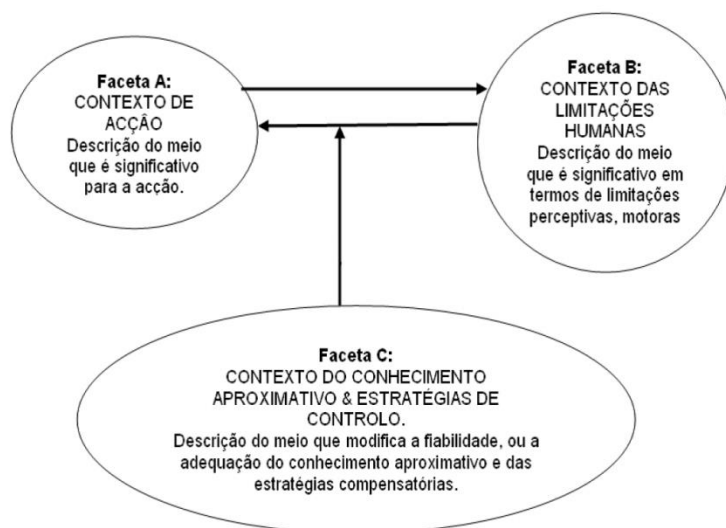 Faceta A:
CONTEXTO DE
ACÇÂO
Descrição do meio
que é significativo
para a acção.
Faceta B:
CONTEXTO DAS
LIMITAÇÕES
HUMANAS
Descrição do meio
que é significativo em
termos de limitações
perceptivas, motoras
Faceta C:
CONTEXTO DO CONHECIMENTO
APROXIMATIVO & ESTRATÉGIAS DE
CONTROLO.
Descrição do meio que modifica a fiabilidade, ou a
adequação do conhecimento aproximativo e das
estratégias compensatórias.